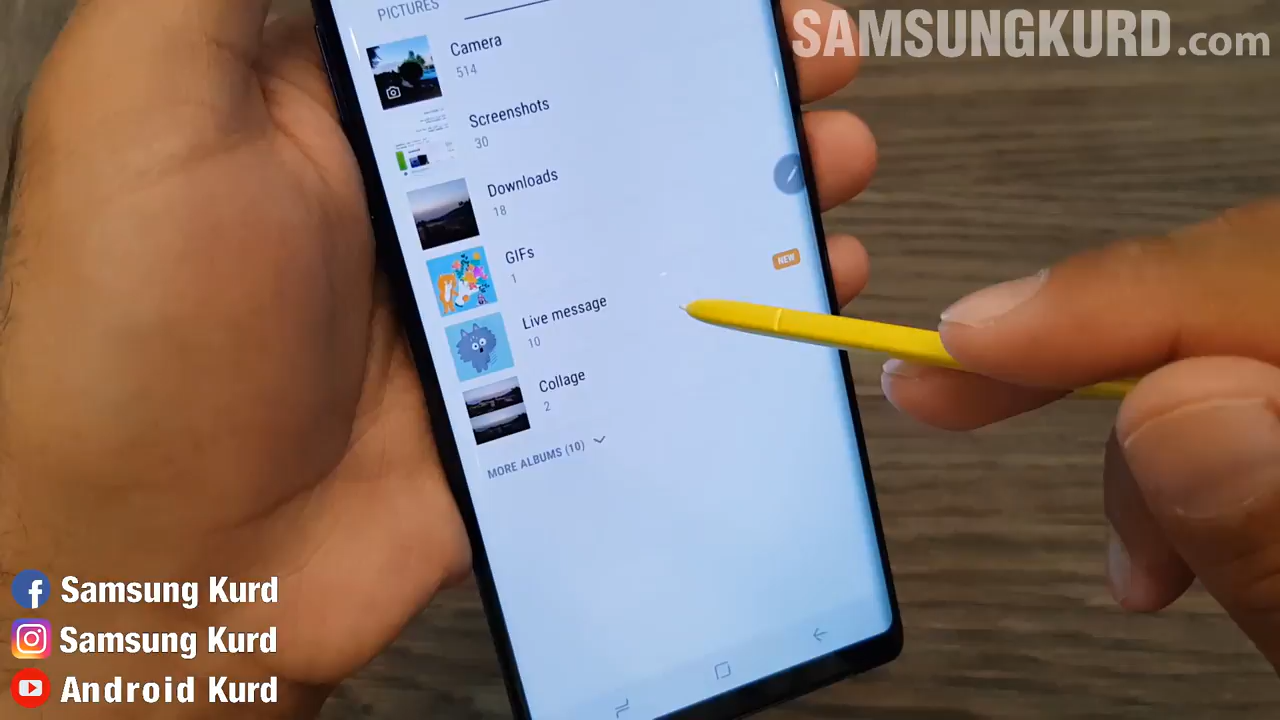 SAMSUNGKURD.com
PICTURES
Camera
514
Screenshots
30
Downloads
18
GIFs
1
NEW
Live message
10
Collage
2
MORE ALBUMS (10)
Samsung Kurd
Samsung Kurd
Android Kurd